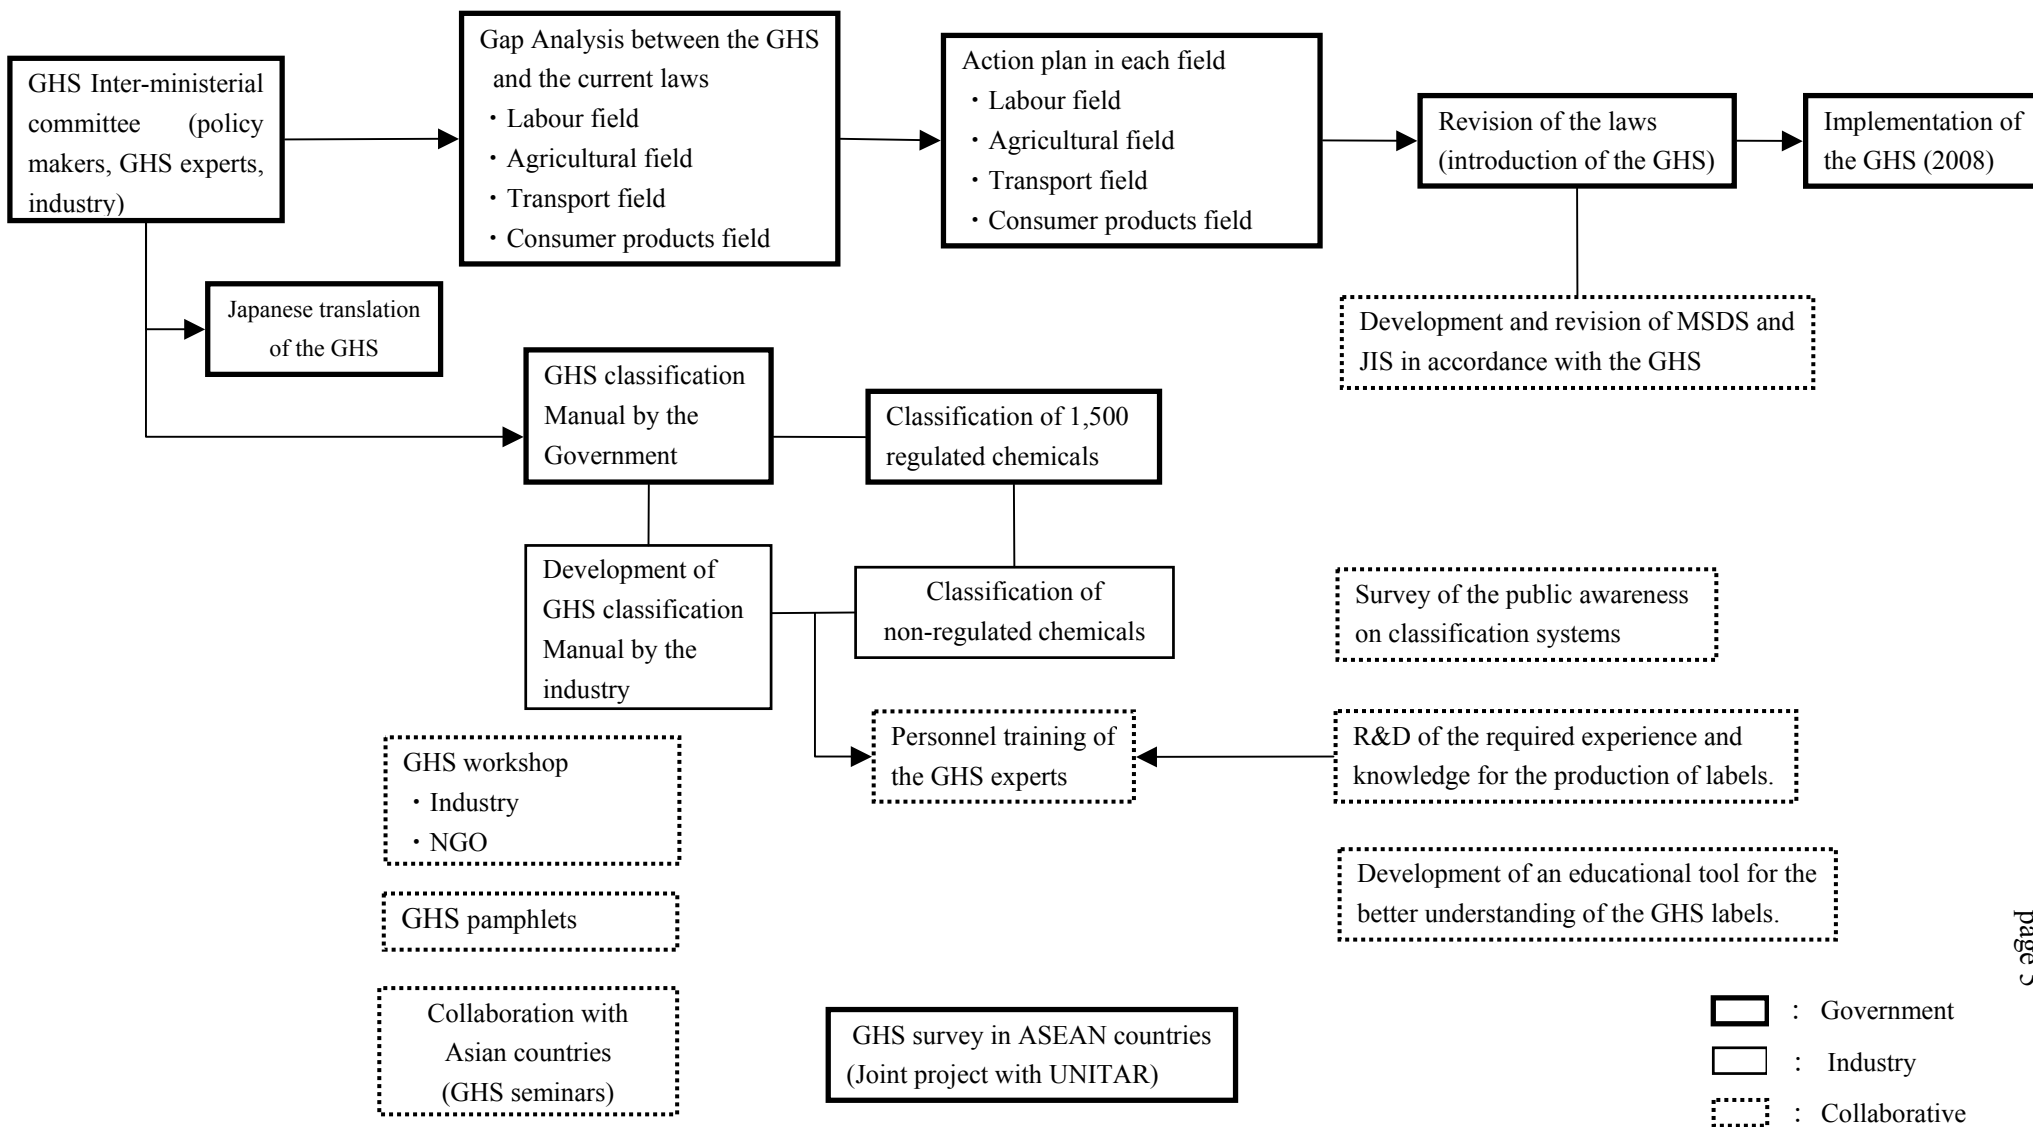 GHS Inter-ministerial
committee (policy
makers, GHS experts,
industry)
Gap Analysis between the GHS
and the current laws
・Labour field
・Agricultural field
・Transport field
・Consumer products field
Action plan in each field
・Labour field
・Agricultural field
・Transport field
・Consumer products field
Revision of the laws
(introduction of the GHS)
Implementation of
the GHS (2008)
Japanese translation
of the GHS
Development and revision of MSDS and
JIS in accordance with the GHS
GHS classification
Manual by the
Government
Classification of 1,500
regulated chemicals
Development of
GHS classification
Manual by the
industry
Classification of
non-regulated chemicals
Survey of the public awareness
on classification systems
Personnel training of
the GHS experts
R&D of the required experience and
knowledge for the production of labels.
GHS workshop
・Industry
・NGO
Development of an educational tool for the
better understanding of the GHS labels.
GHS pamphlets
Collaboration with
Asian countries
(GHS seminars)
GHS survey in ASEAN countries
(Joint project with UNITAR)
: Government
: Industry
: Collaborative
page